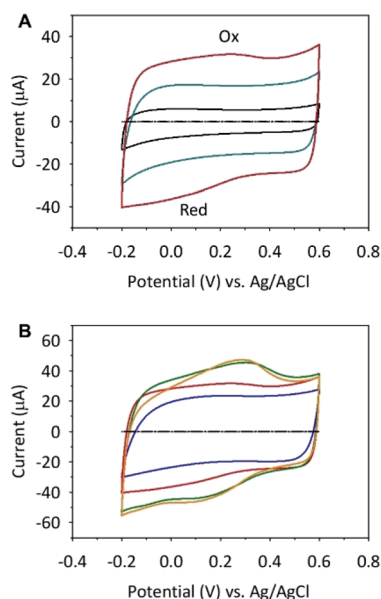 A
40
20
0
-20
-40
Current (µA)
Ox
Red
-0.4 -0.2 0.0 0.2 0.4 0.6 0.8
Potential (V) vs. Ag/AgCl
B
60
40
20
0
-20
-40
-60
Current (µA)
-0.4 -0.2 0.0 0.2 0.4 0.6 0.8
Potential (V) vs. Ag/AgCl